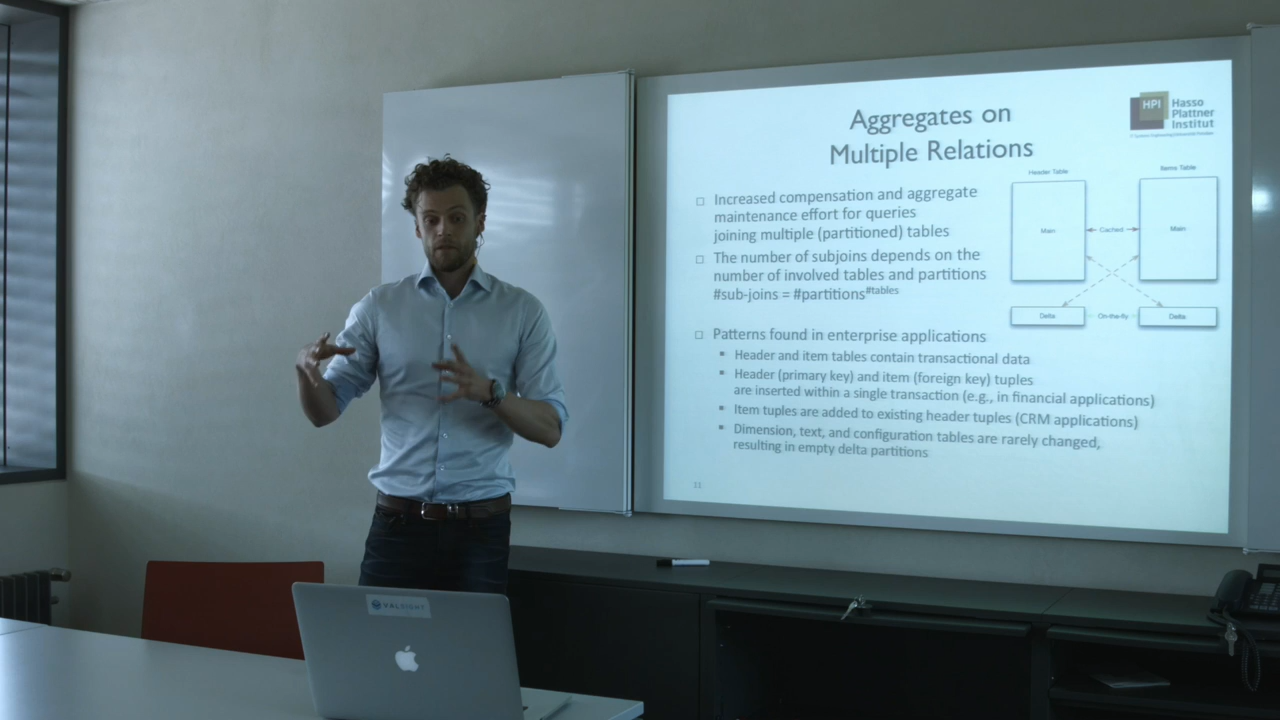 Aggregates on
Multiple Relations
HPI
Hasso
Plattner
Institut
Increased compensation and aggregate
maintenance effort for queries
joining multiple (partitioned) tables
The number of subjoins depends on the
number of involved tables and partitions
#sub-joins = #partitions^#tables
Header Table
Items Table
Main
Cached
Main
Delta
On-the-fly
Delta
Patterns found in enterprise applications
Header and item tables contain transactional data
Header (primary key) and item (foreign key) tuples
are inserted within a single transaction (e.g., in financial applications)
Item tuples are added to existing header tuples (CRM applications)
Dimension, text, and configuration tables are rarely changed,
resulting in empty delta partitions
11
VALSIGHT